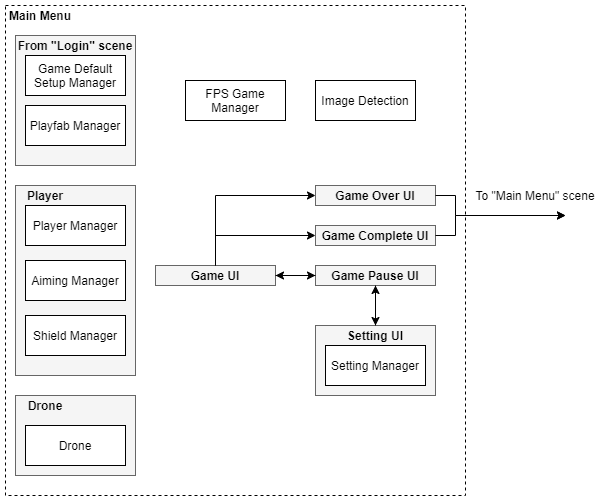 Main Menu
From "Login" scene
Game Default
Setup Manager
Playfab Manager
FPS Game
Manager
Image Detection
Player
Player Manager
Aiming Manager
Shield Manager
Game Over UI
To "Main Menu" scene
Game Complete UI
Game UI
Game Pause UI
Setting UI
Setting Manager
Drone
Drone